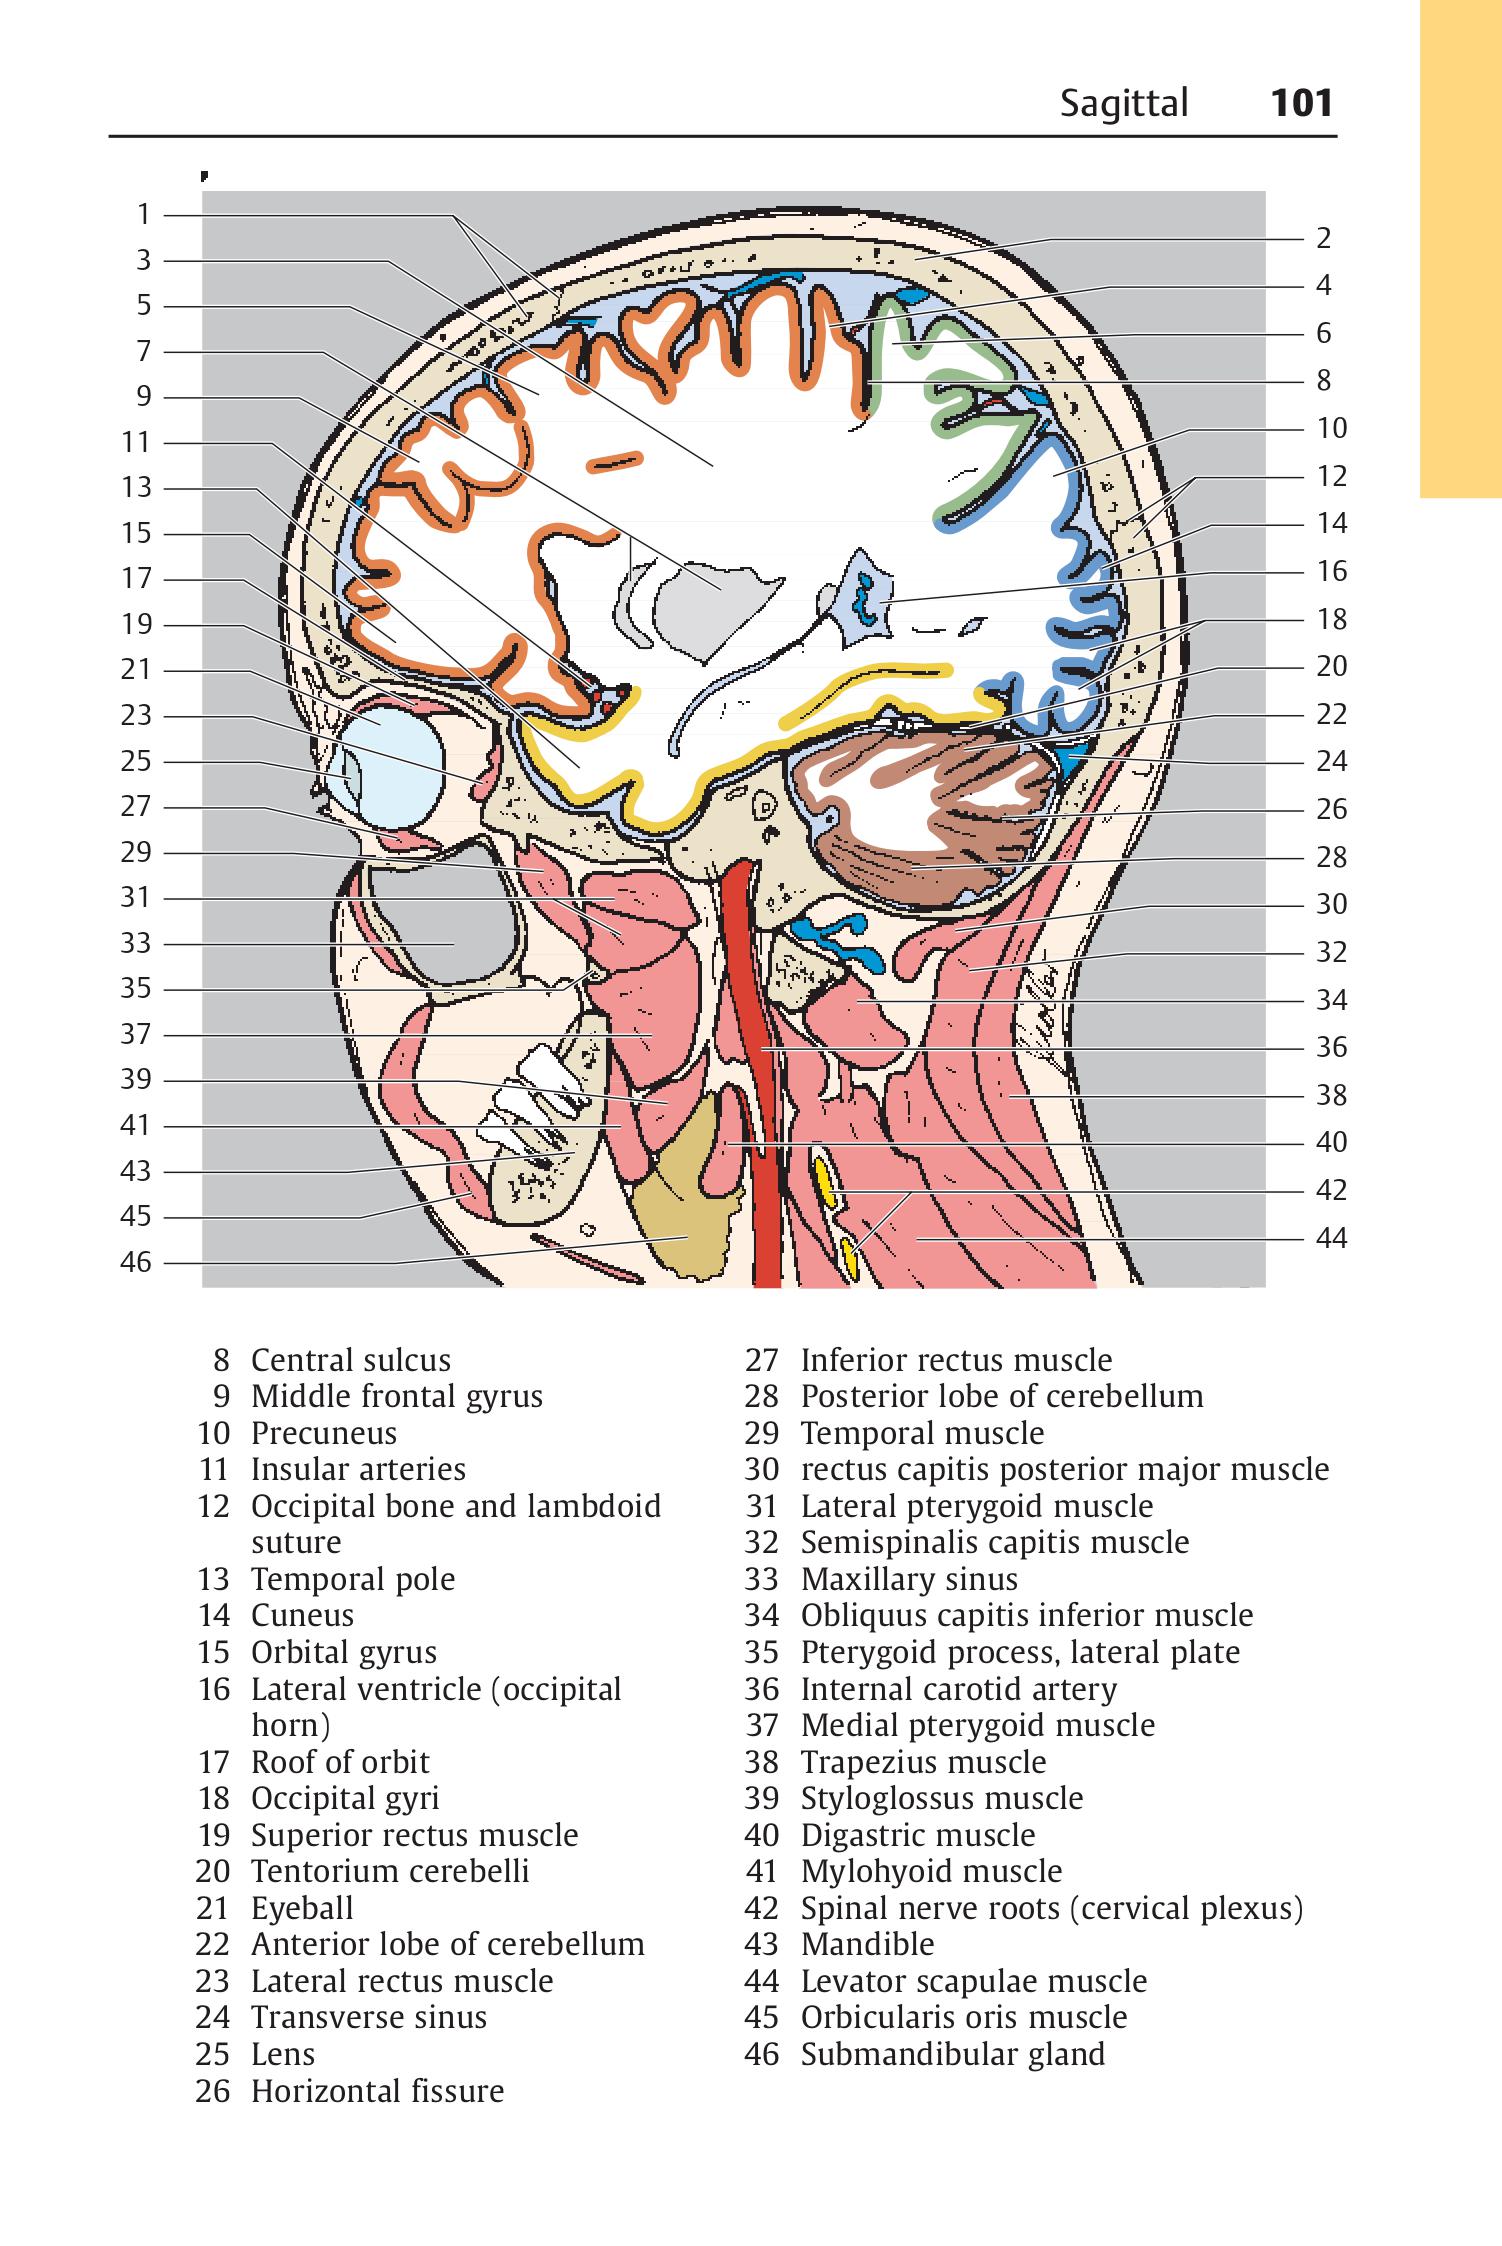 Sagittal 101
1
3
5
7
9
11
13
15
17
19
21
23
25
27
29
31
33
35
37
39
41
43
45
46
2
4
6
8
10
12
14
16
18
20
22
24
26
28
30
32
34
36
38
40
42
44
8 Central sulcus
9 Middle frontal gyrus
10 Precuneus
11 Insular arteries
12 Occipital bone and lambdoid
suture
13 Temporal pole
14 Cuneus
15 Orbital gyrus
16 Lateral ventricle (occipital
horn)
17 Roof of orbit
18 Occipital gyri
19 Superior rectus muscle
20 Tentorium cerebelli
21 Eyeball
22 Anterior lobe of cerebellum
23 Lateral rectus muscle
24 Transverse sinus
25 Lens
26 Horizontal fissure
27 Inferior rectus muscle
28 Posterior lobe of cerebellum
29 Temporal muscle
30 rectus capitis posterior major muscle
31 Lateral pterygoid muscle
32 Semispinalis capitis muscle
33 Maxillary sinus
34 Obliquus capitis inferior muscle
35 Pterygoid process, lateral plate
36 Internal carotid artery
37 Medial pterygoid muscle
38 Trapezius muscle
39 Styloglossus muscle
40 Digastric muscle
41 Mylohyoid muscle
42 Spinal nerve roots (cervical plexus)
43 Mandible
44 Levator scapulae muscle
45 Orbicularis oris muscle
46 Submandibular gland